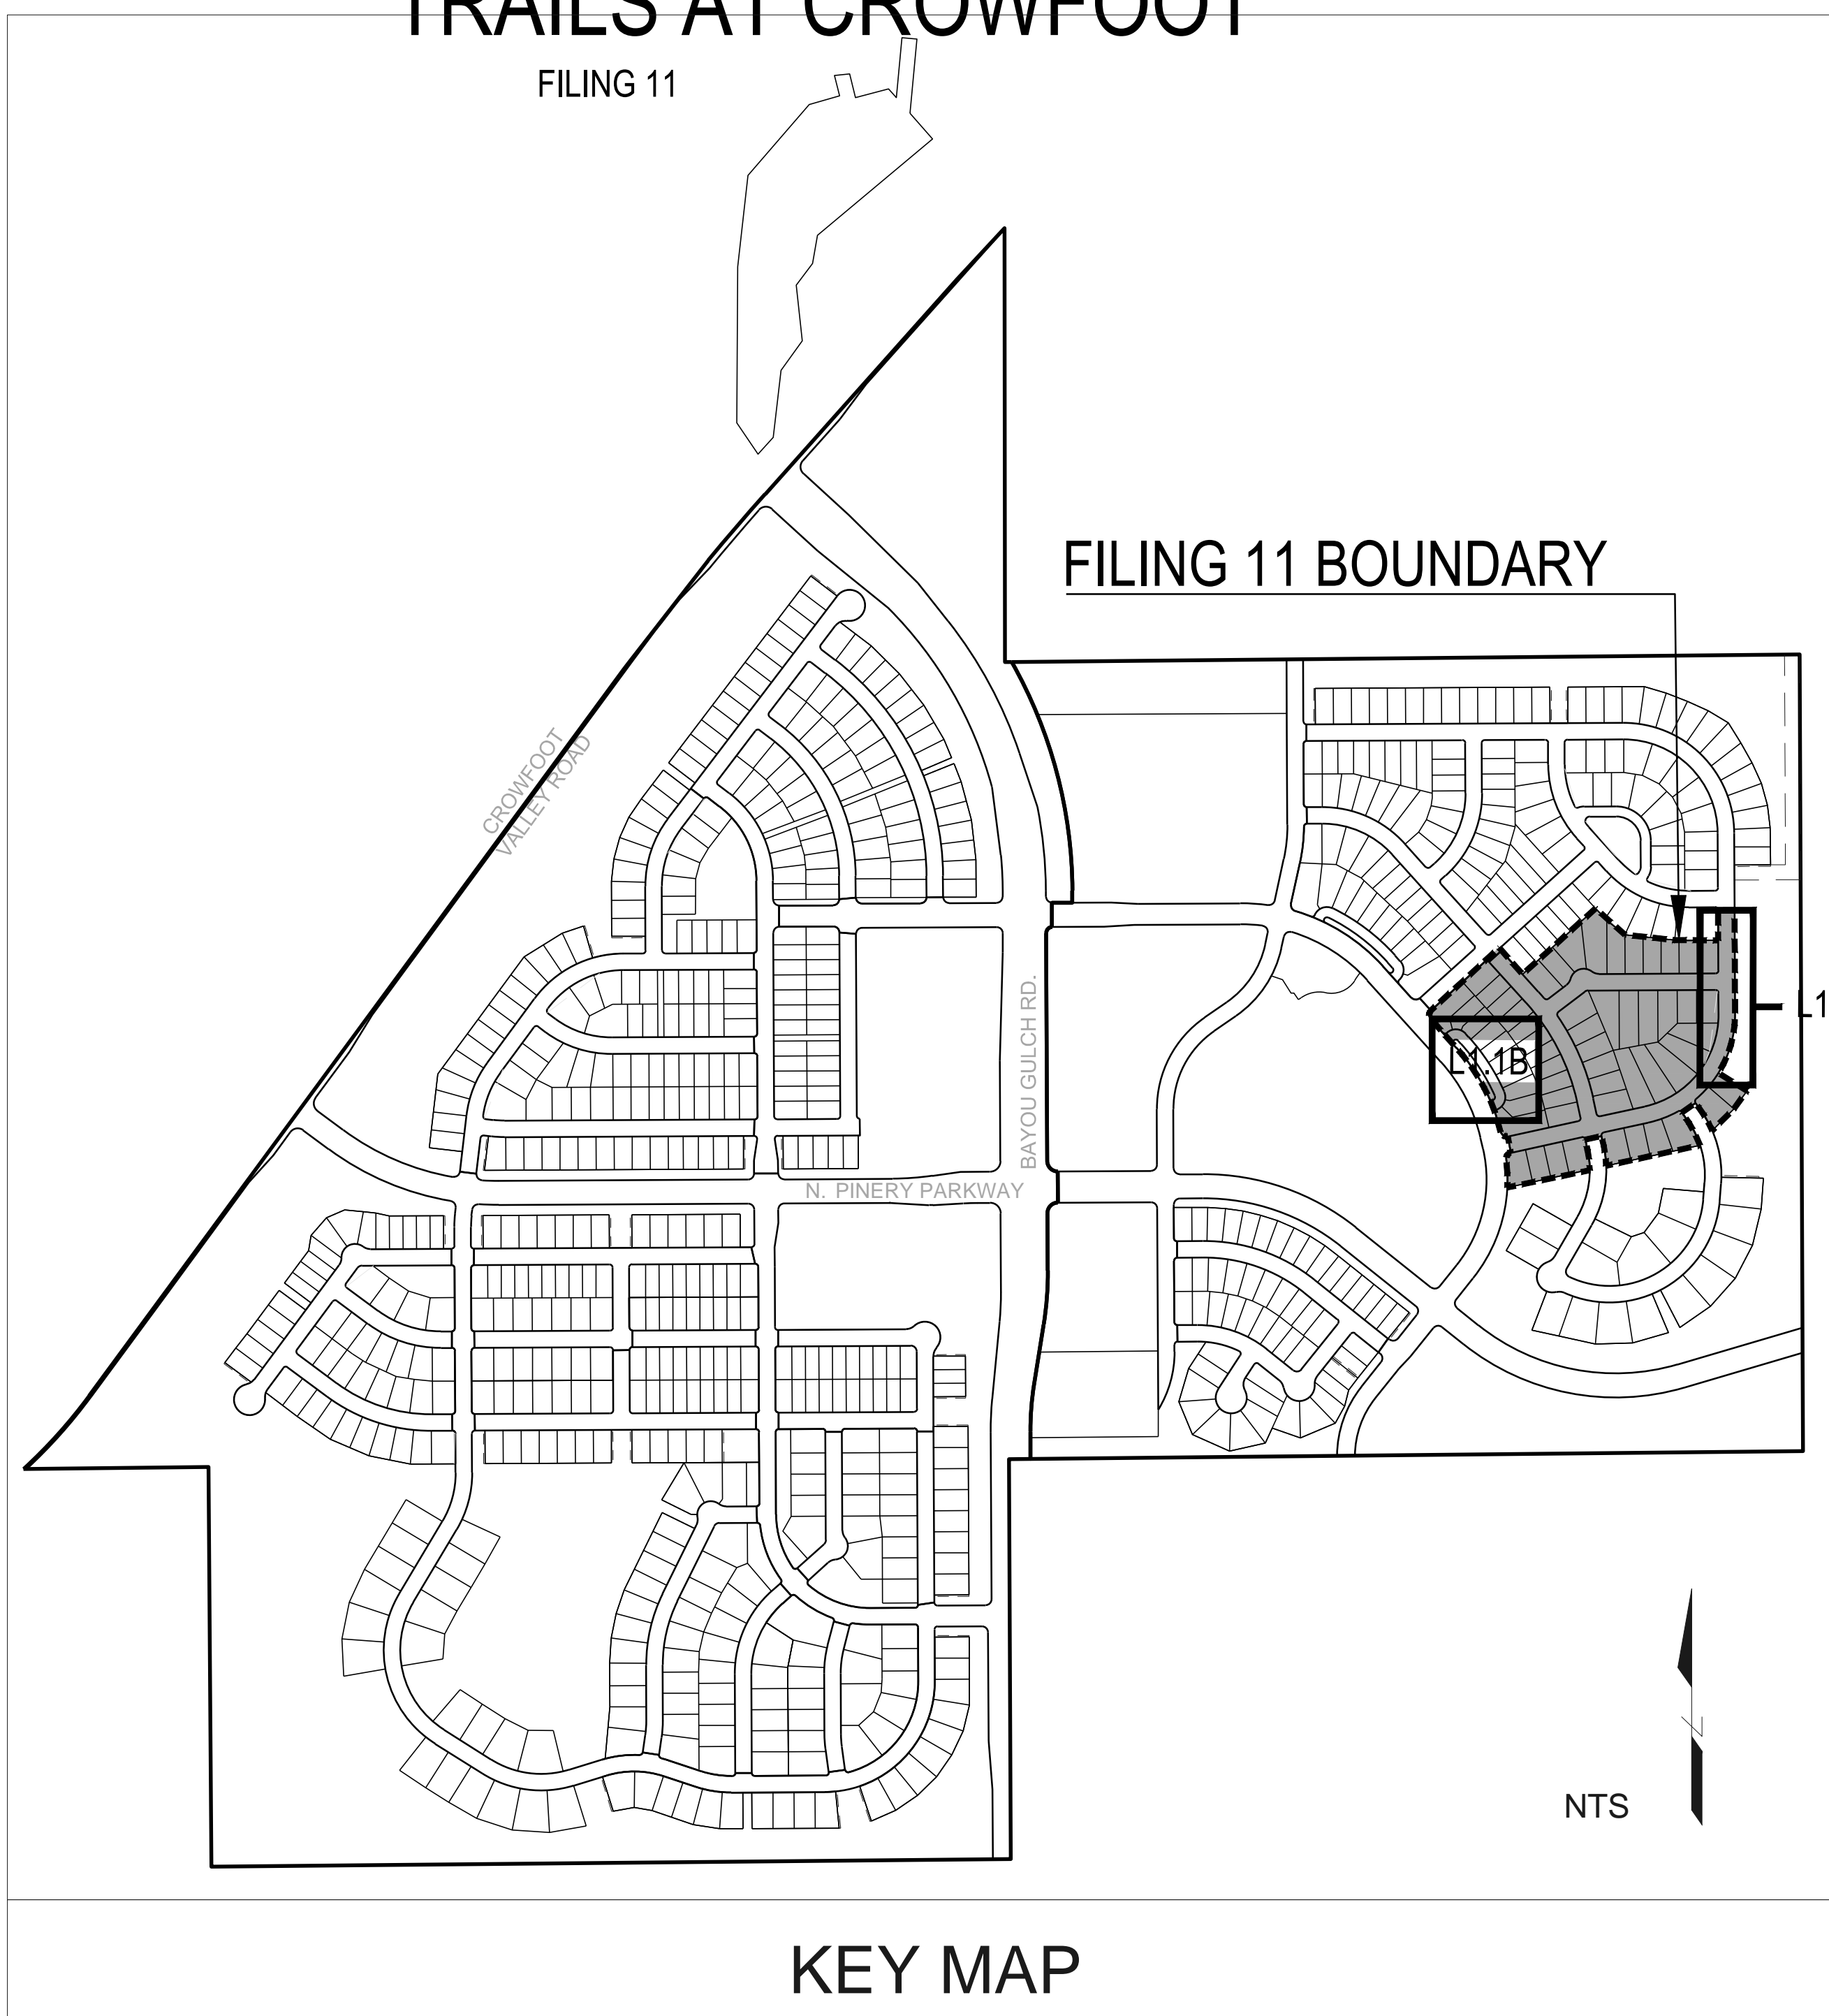 TRAILS AT CROWFOOT
FILING 11
FILING 11 BOUNDARY
CROWFOOT
VALLEY ROAD
BAYOU GULCH RD.
L1
L1.1B
N. PINERY PARKWAY
NTS
KEY MAP